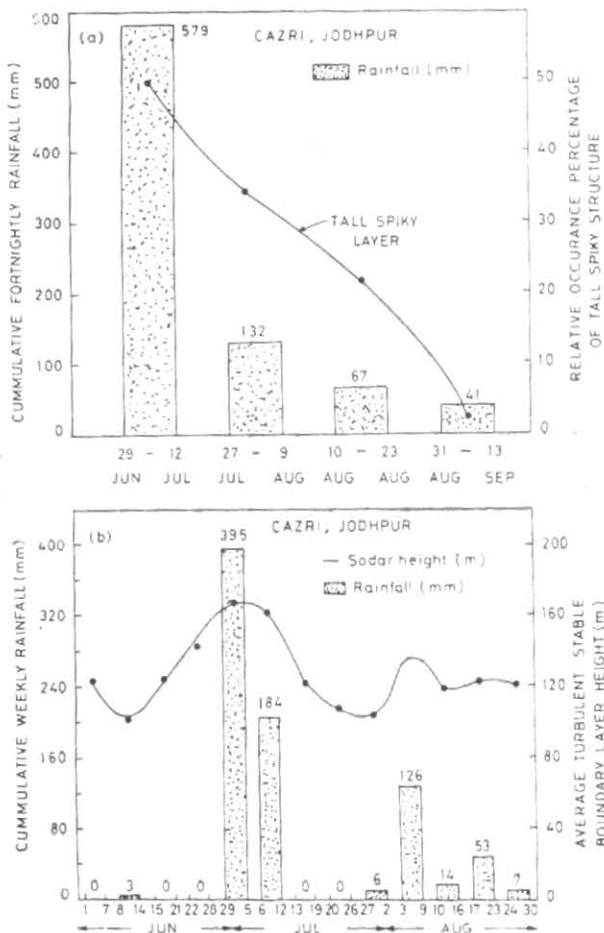 (a)
CAZRI, JODHPUR
Rainfall (mm)
CUMMULATIVE FORTNIGHTLY RAINFALL (mm)
600
500
400
300
200
100
0
579
132
67
41
TALL SPIKY
LAYER
50
40
30
20
10
0
RELATIVE OCCURANCE PERCENTAGE
OF TALL SPIKY STRUCTURE
29 - 12 27 - 9 10 - 23 31 - 13
JUN JUL JUL AUG AUG AUG AUG SEP
(b)
CAZRI, JODHPUR
Sodar height (m)
Rainfall (mm)
CUMMULATIVE WEEKLY RAINFALL (mm)
400
320
240
160
80
0
0 3 0 0 395 184 0 0 6 126 14 53 7
200
160
120
80
40
0
AVERAGE TURBULENT STABLE
BOUNDARY LAYER HEIGHT (m)
1 7 8 14 15 21 22 28 29 5 6 12 13 19 20 26 27 2 3 9 10 16 17 23 24 30
JUN JUL AUG